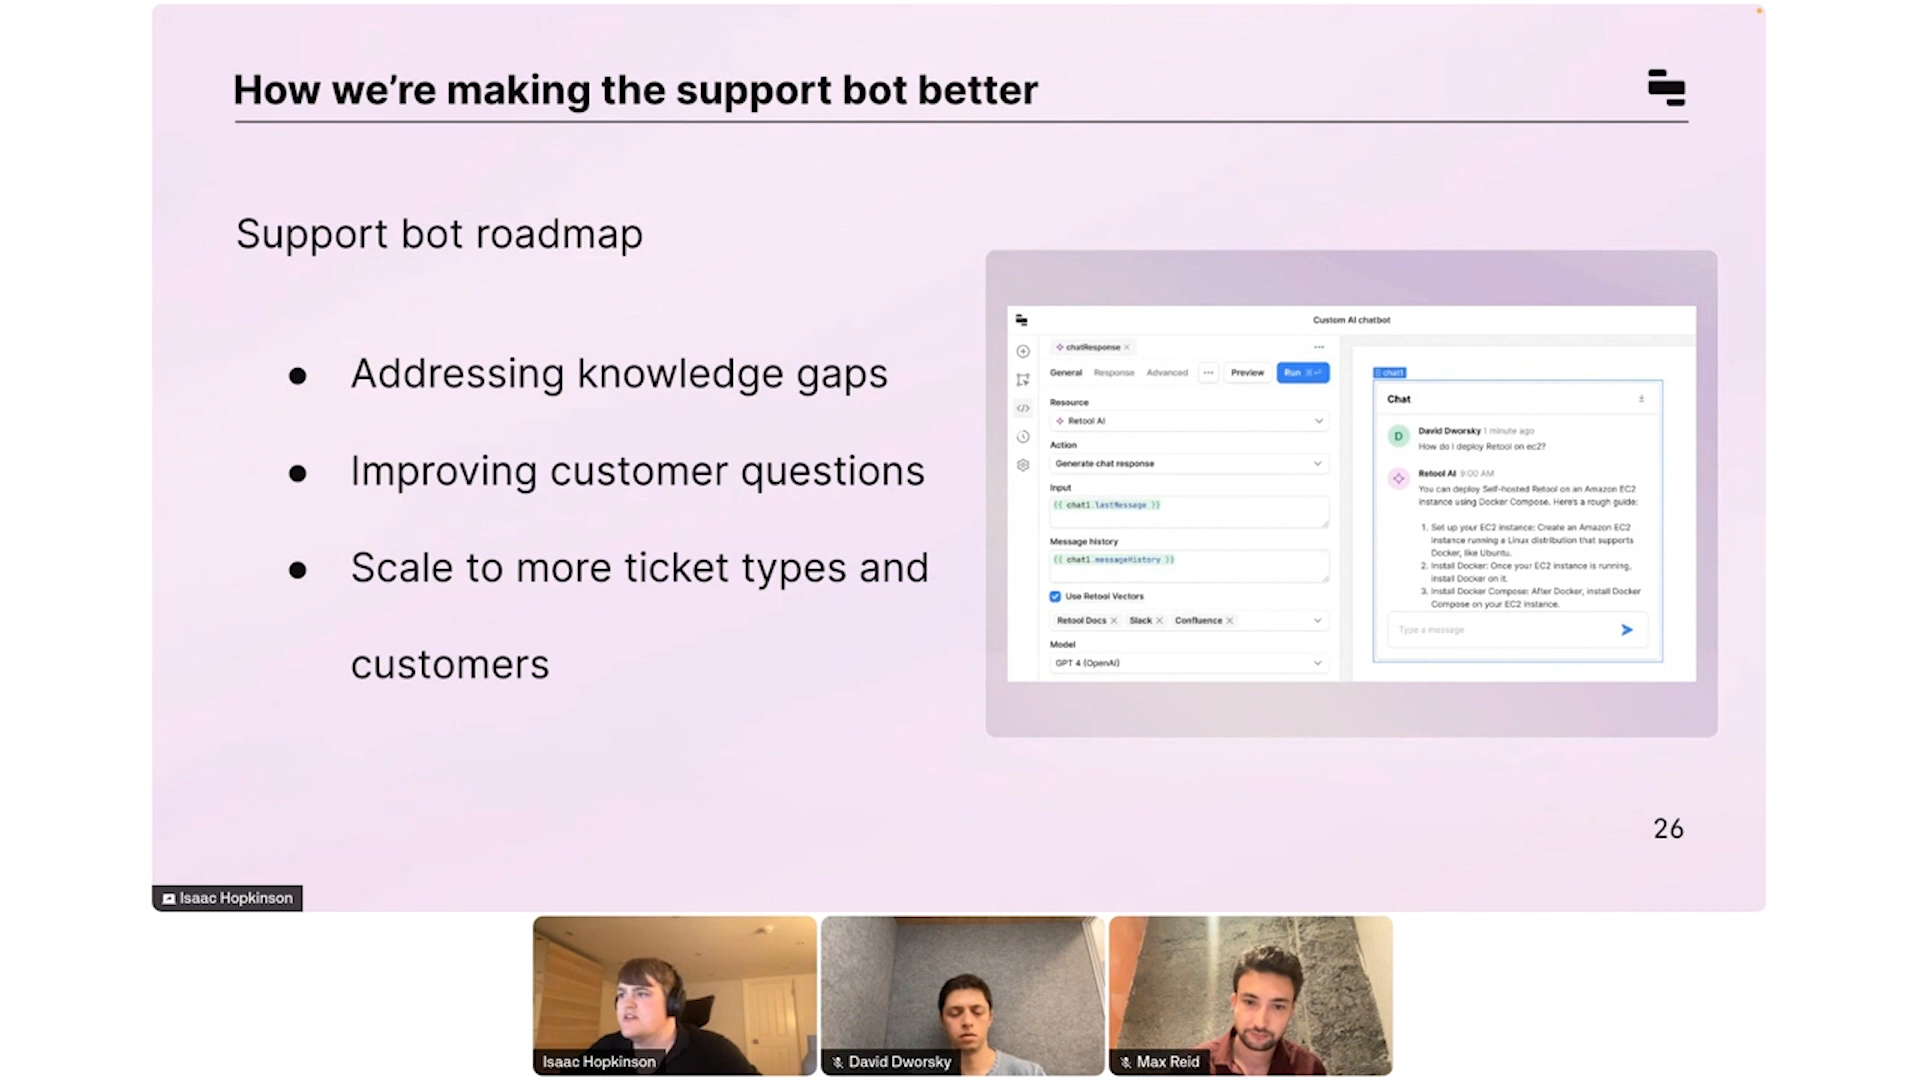 How we’re making the support bot better
Support bot roadmap
● Addressing knowledge gaps
● Improving customer questions
● Scale to more ticket types and
customers
Custom AI chatbot
chatResponse
General Response Advanced Preview Run
Resource
Retool AI
Action
Generate chat response
Input
{{ chat1.lastMessage }}
Message history
{{ chat1.messageHistory }}
Use Retool Vectors
Retool Docs Slack Confluence
Model
GPT 4 (OpenAI)
chat1
Chat
D
David Dworsky 1 minute ago
How do I deploy Retool on ec2?
Retool AI 9:00 AM
You can deploy Self-hosted Retool on an Amazon EC2
instance using Docker Compose. Here's a rough guide:
1. Set up your EC2 instance: Create an Amazon EC2
instance running a Linux distribution that supports
Docker, like Ubuntu.
2. Install Docker: Once your EC2 instance is running,
install Docker on it.
3. Install Docker Compose: After Docker, install Docker
Compose on your EC2 instance.
Type a message
26
Isaac Hopkinson
Isaac Hopkinson
David Dworsky
Max Reid